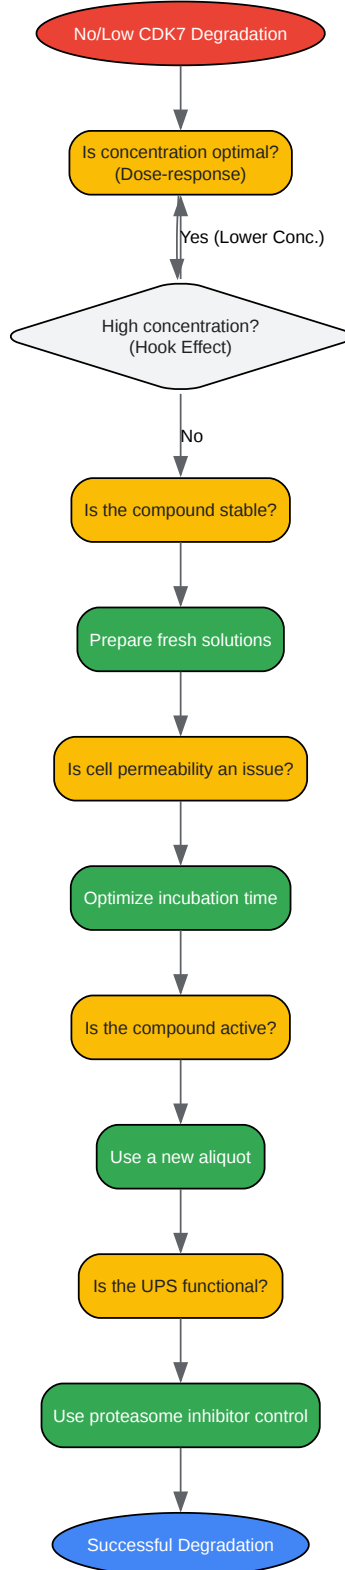 No/Low CDK7 Degradation
Is concentration optimal?
(Dose-response)
Yes (Lower Conc.)
High concentration?
(Hook Effect)
No
Is the compound stable?
Prepare fresh solutions
Is cell permeability an issue?
Optimize incubation time
Is the compound active?
Use a new aliquot
Is the UPS functional?
Use proteasome inhibitor control
Successful Degradation